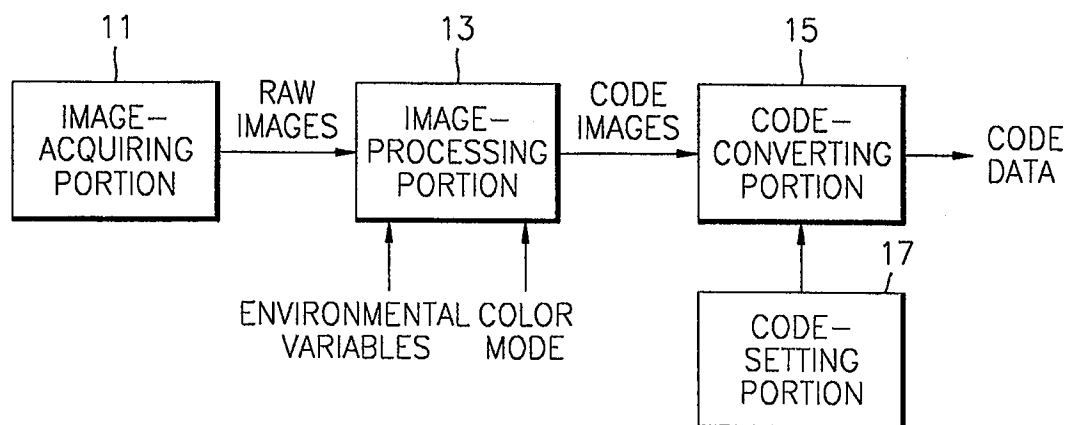 11
IMAGE-
ACQUIRING
PORTION
RAW
IMAGES
13
IMAGE-
PROCESSING
PORTION
CODE
IMAGES
15
CODE-
CONVERTING
PORTION
CODE
DATA
ENVIRONMENTAL
VARIABLES
COLOR
MODE
17
CODE-
SETTING
PORTION